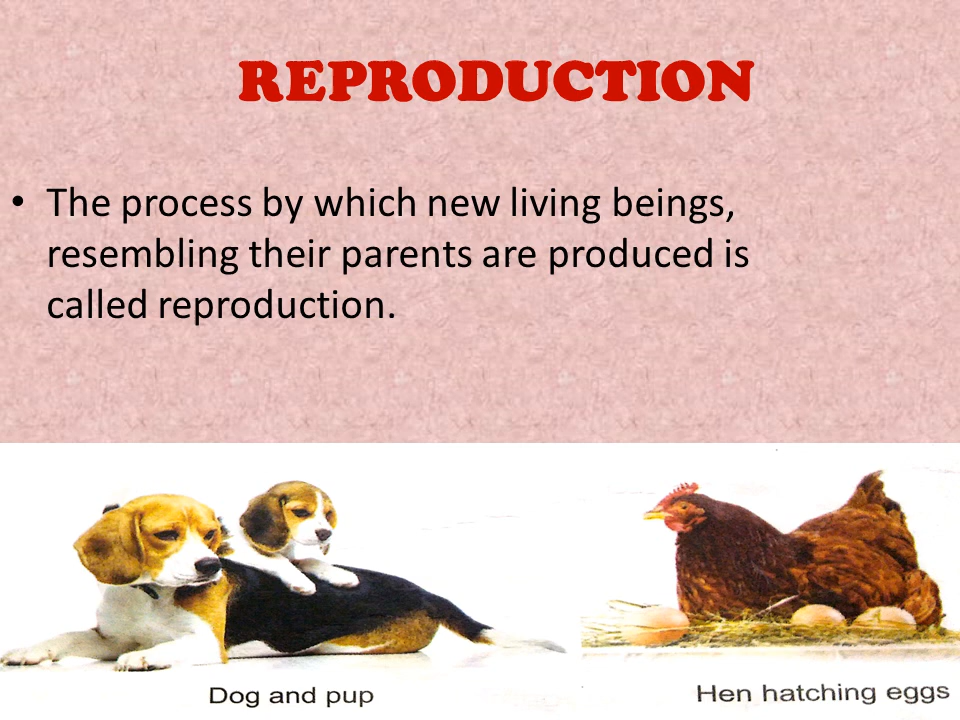 REPRODUCTION
• The process by which new living beings,
resembling their parents are produced is
called reproduction.
Dog and pup
Hen hatching eggs